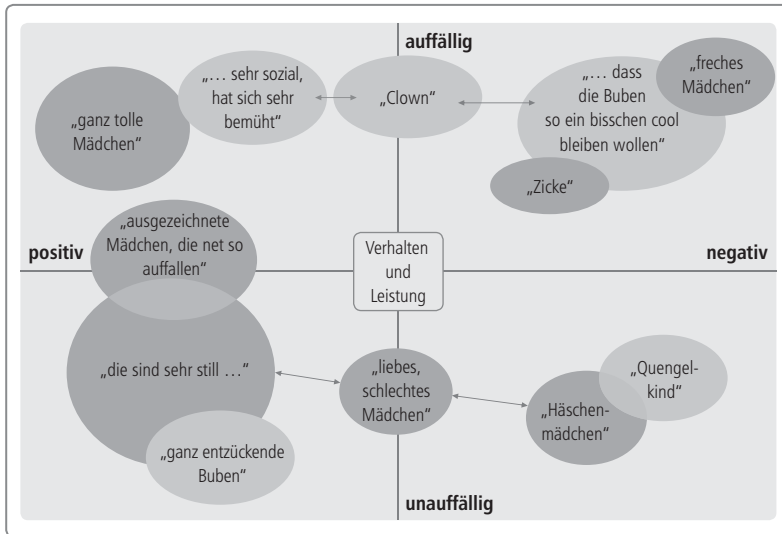 auffällig
„… sehr sozial,
hat sich sehr
bemüht“
„Clown“
„… dass
die Buben
so ein bisschen cool
bleiben wollen“
„freches
Mädchen“
„ganz tolle
Mädchen“
„Zicke“
„ausgezeichnete
Mädchen, die net so
auffallen“
positiv
Verhalten
und
Leistung
negativ
„die sind sehr still …“
„liebes,
schlechtes
Mädchen“
„Quengel-
kind“
„Häschen-
mädchen“
„ganz entzückende
Buben“
unauffällig